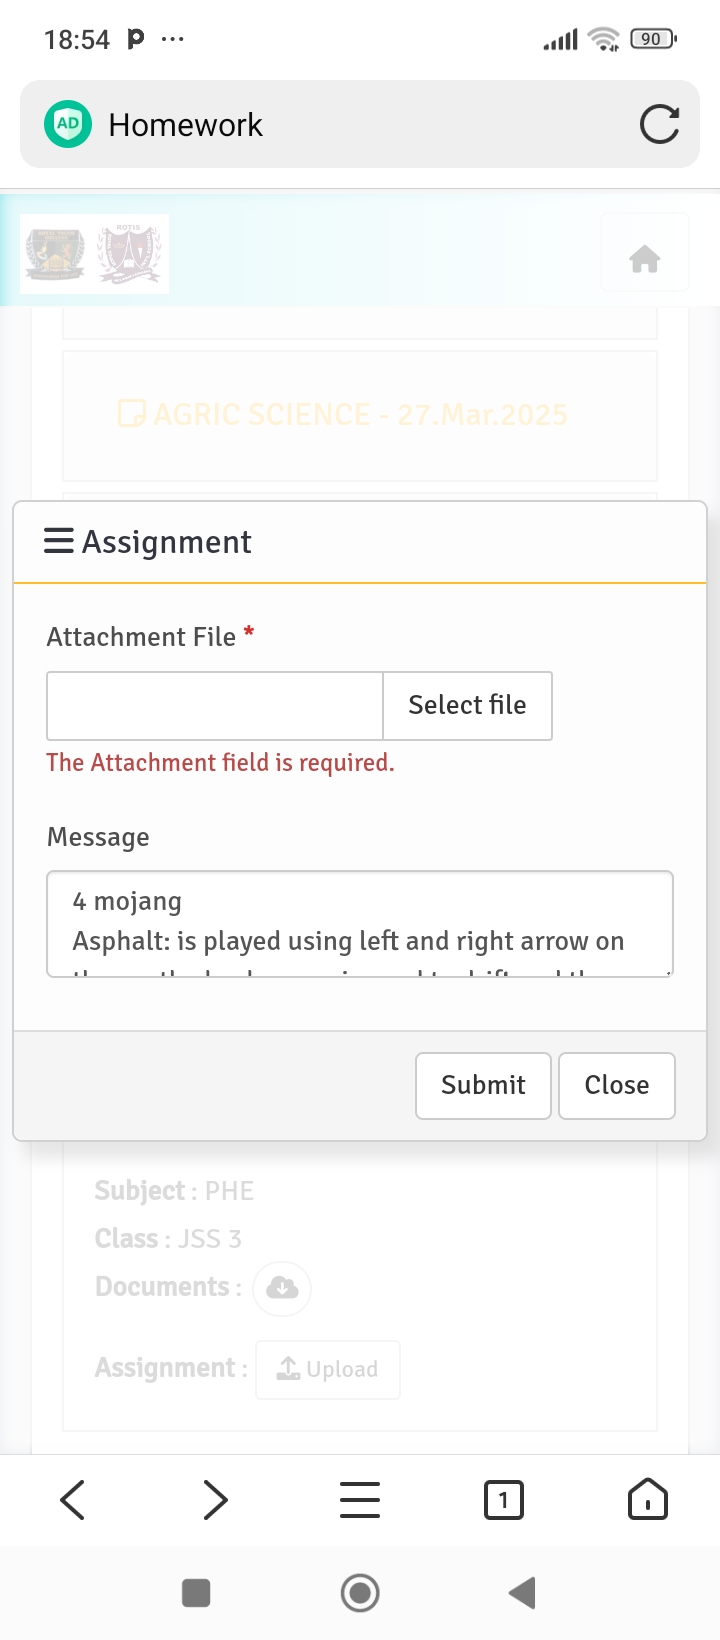 18:54
90
AD Homework
ROTIS
AGRIC SCIENCE - 27.Mar.2025
Assignment
Attachment File *
Select file
The Attachment field is required.
Message
4 mojang
Asphalt: is played using left and right arrow on
Submit Close
Subject : PHE
Class : JSS 3
Documents :
Assignment : Upload
1